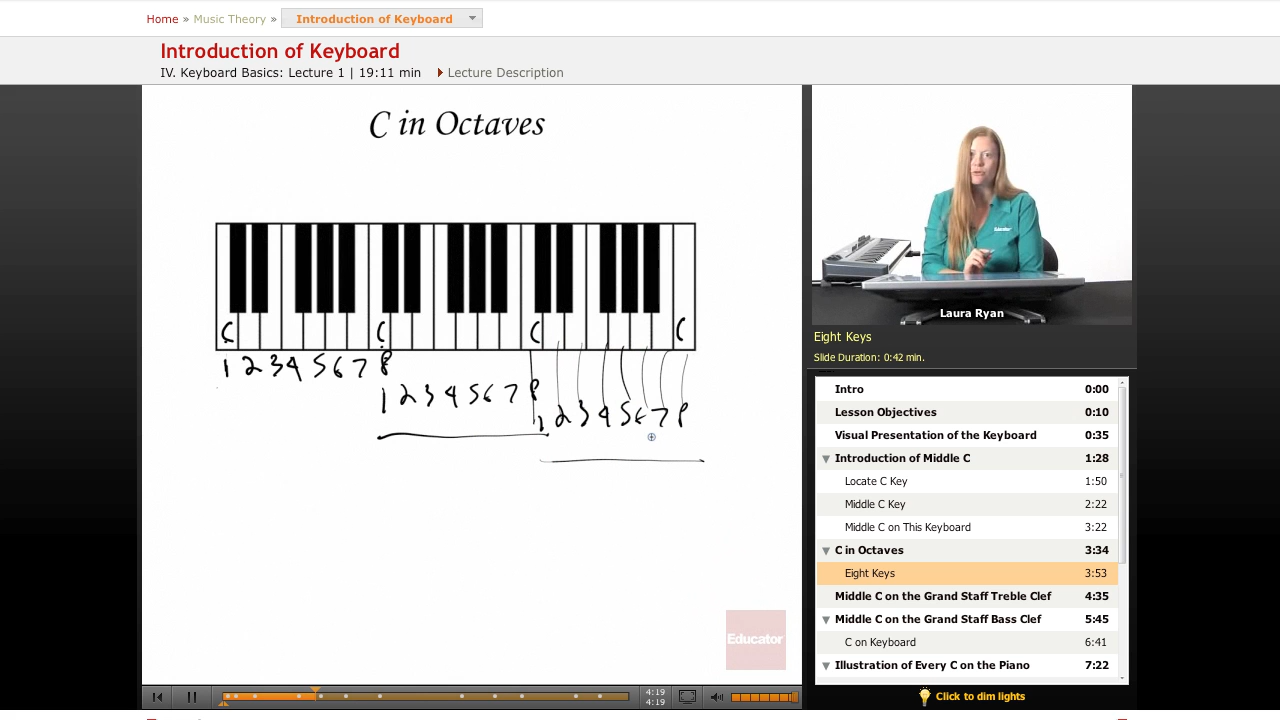 Home » Music Theory » Introduction of Keyboard
Introduction of Keyboard
IV. Keyboard Basics: Lecture 1 | 19:11 min Lecture Description
C in Octaves
C C C C
1 2 3 4 5 6 7 8
1 2 3 4 5 6 7 8
1 2 3 4 5 6 7 8
Educator
4:19
4:19
Educator
Laura Ryan
Eight Keys
Slide Duration: 0:42 min.
Intro 0:00
Lesson Objectives 0:10
Visual Presentation of the Keyboard 0:35
Introduction of Middle C 1:28
Locate C Key 1:50
Middle C Key 2:22
Middle C on This Keyboard 3:22
C in Octaves 3:34
Eight Keys 3:53
Middle C on the Grand Staff Treble Clef 4:35
Middle C on the Grand Staff Bass Clef 5:45
C on Keyboard 6:41
Illustration of Every C on the Piano 7:22
Click to dim lights